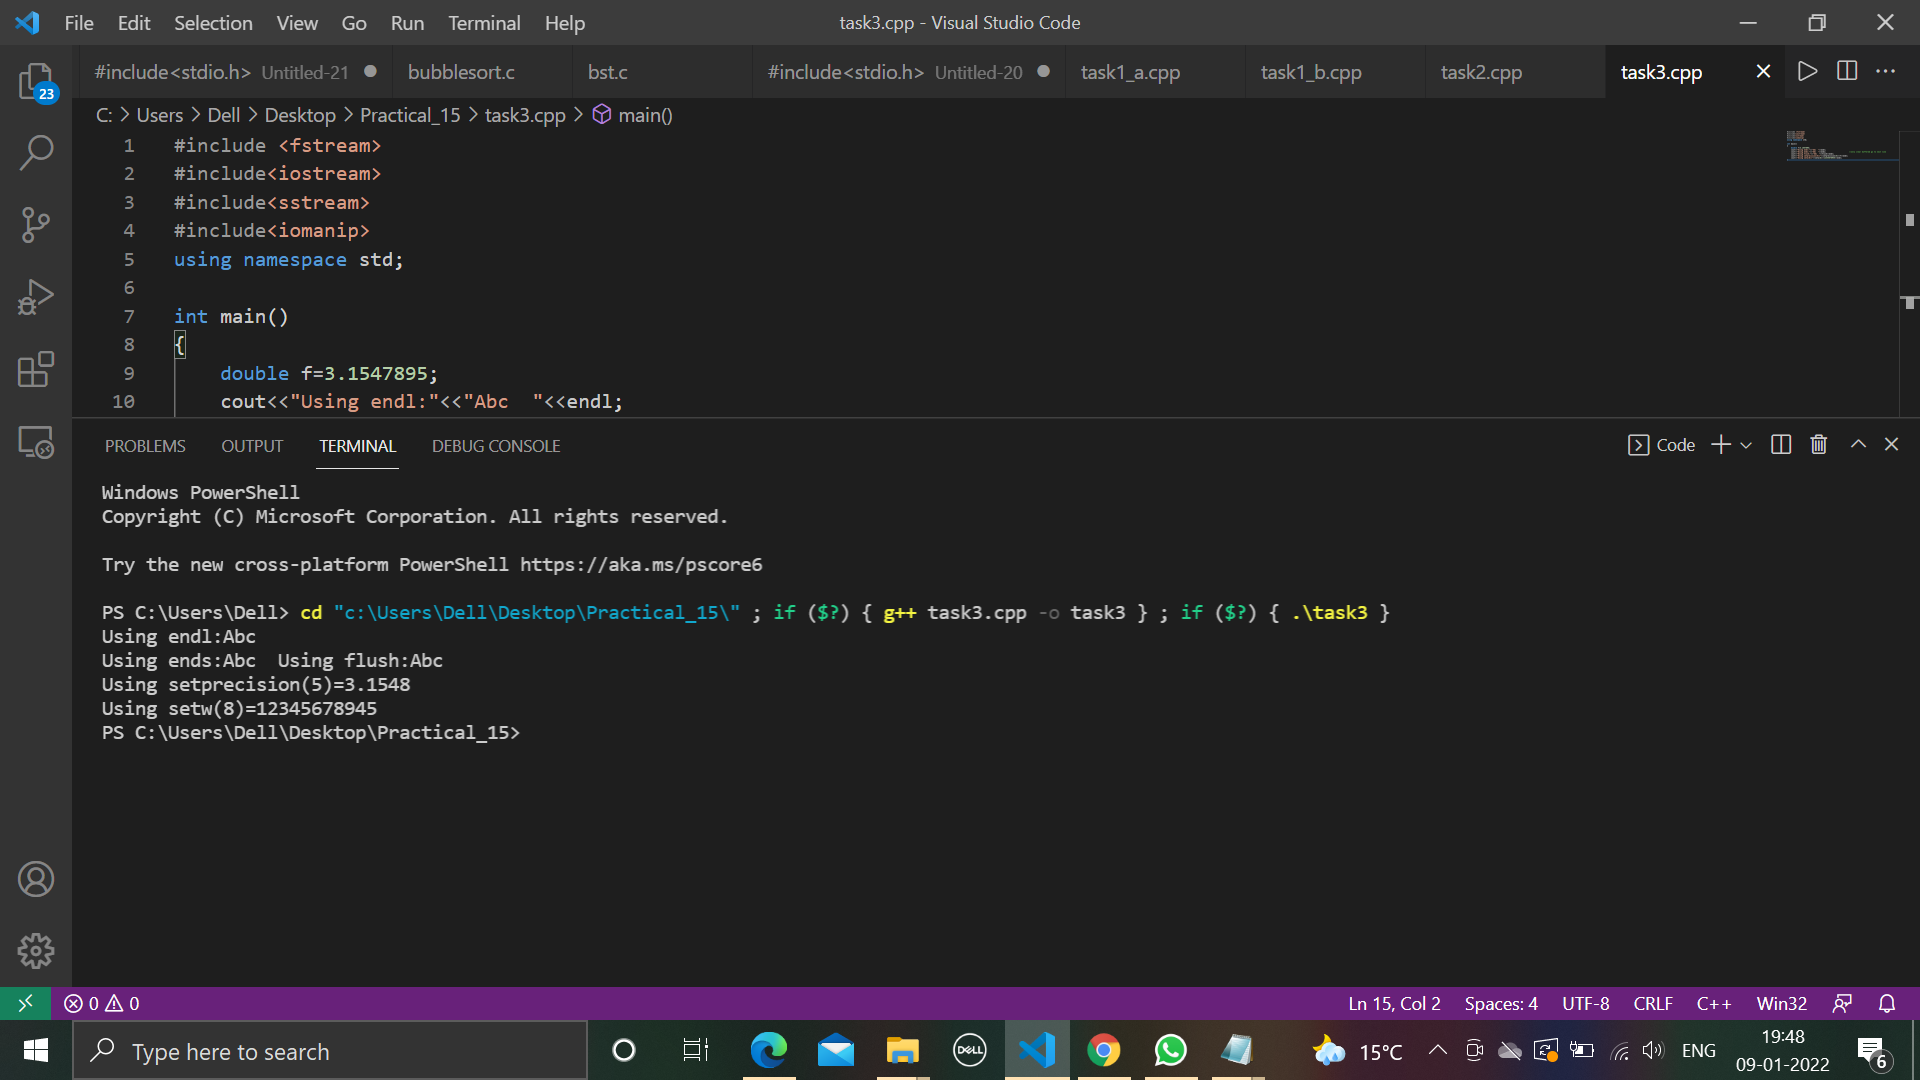 File Edit Selection View Go Run Terminal Help
task3.cpp - Visual Studio Code
#include<stdio.h> Untitled-21 bubblesort.c bst.c #include<stdio.h> Untitled-20 task1_a.cpp task1_b.cpp task2.cpp task3.cpp
23
C: > Users > Dell > Desktop > Practical_15 > task3.cpp > main()
1 #include <fstream>
2 #include<iostream>
3 #include<sstream>
4 #include<iomanip>
5 using namespace std;
6
7 int main()
8 {
9 double f=3.1547895;
10 cout<<"Using endl:"<<"Abc  "<<endl;
PROBLEMS OUTPUT TERMINAL DEBUG CONSOLE
Code
Windows PowerShell
Copyright (C) Microsoft Corporation. All rights reserved.
Try the new cross-platform PowerShell https://aka.ms/pscore6
PS C:\Users\Dell> cd "c:\Users\Dell\Desktop\Practical_15\" ; if ($?) { g++ task3.cpp -o task3 } ; if ($?) { .\task3 }
Using endl:Abc
Using ends:Abc  Using flush:Abc
Using setprecision(5)=3.1548
Using setw(8)=12345678945
PS C:\Users\Dell\Desktop\Practical_15>
0 0
Ln 15, Col 2 Spaces: 4 UTF-8 CRLF C++ Win32
Type here to search
DELL
15°C
ENG
19:48
09-01-2022
6